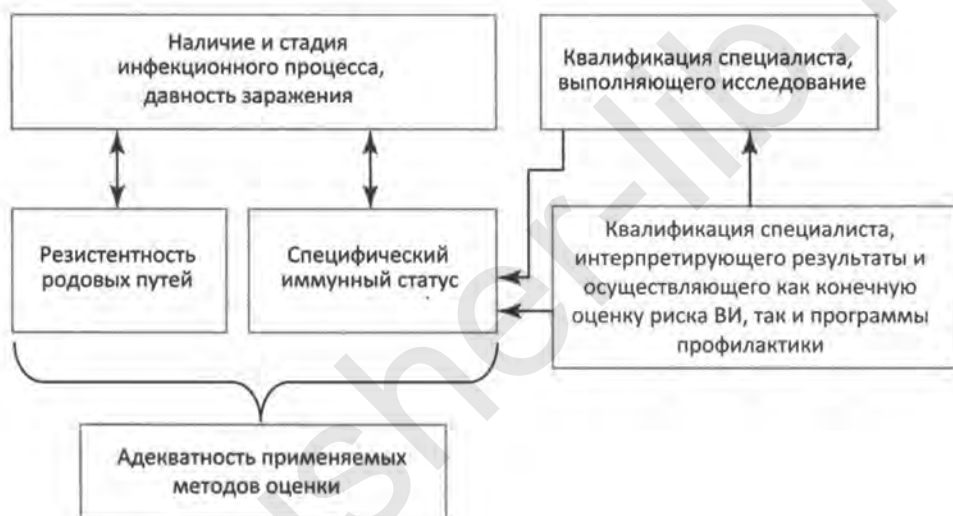 Наличие и стадия
инфекционного процесса,
давность заражения
Квалификация специалиста,
выполняющего исследование
Резистентность
родовых путей
Специфический
иммунный статус
Квалификация специалиста,
интерпретирующего результаты и
осуществляющего как конечную
оценку риска ВИ, так и программы
профилактики
Адекватность применяемых
методов оценки